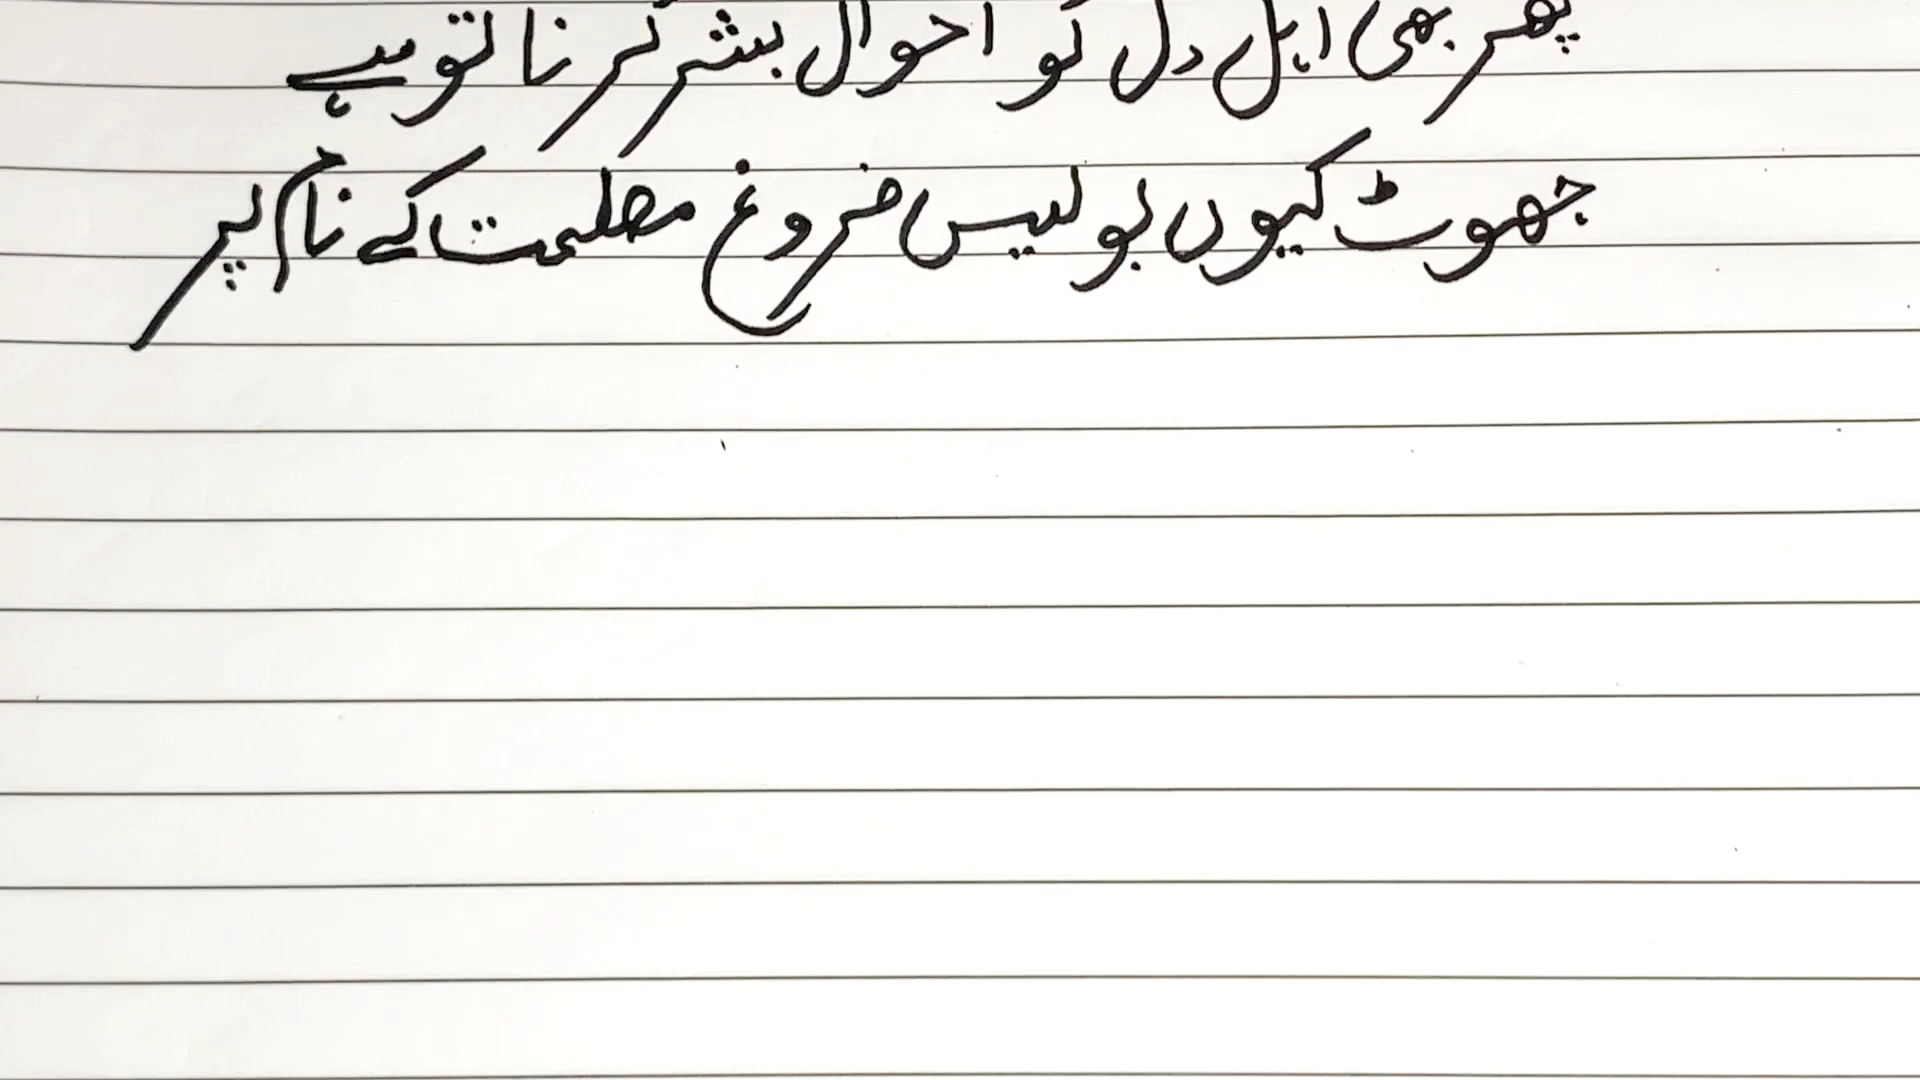 پھر بھی اہل دل کو احوال بشر کرنا تو ہے
جھوٹ کیوں بولیں فروغ مصلحت کے نام پر